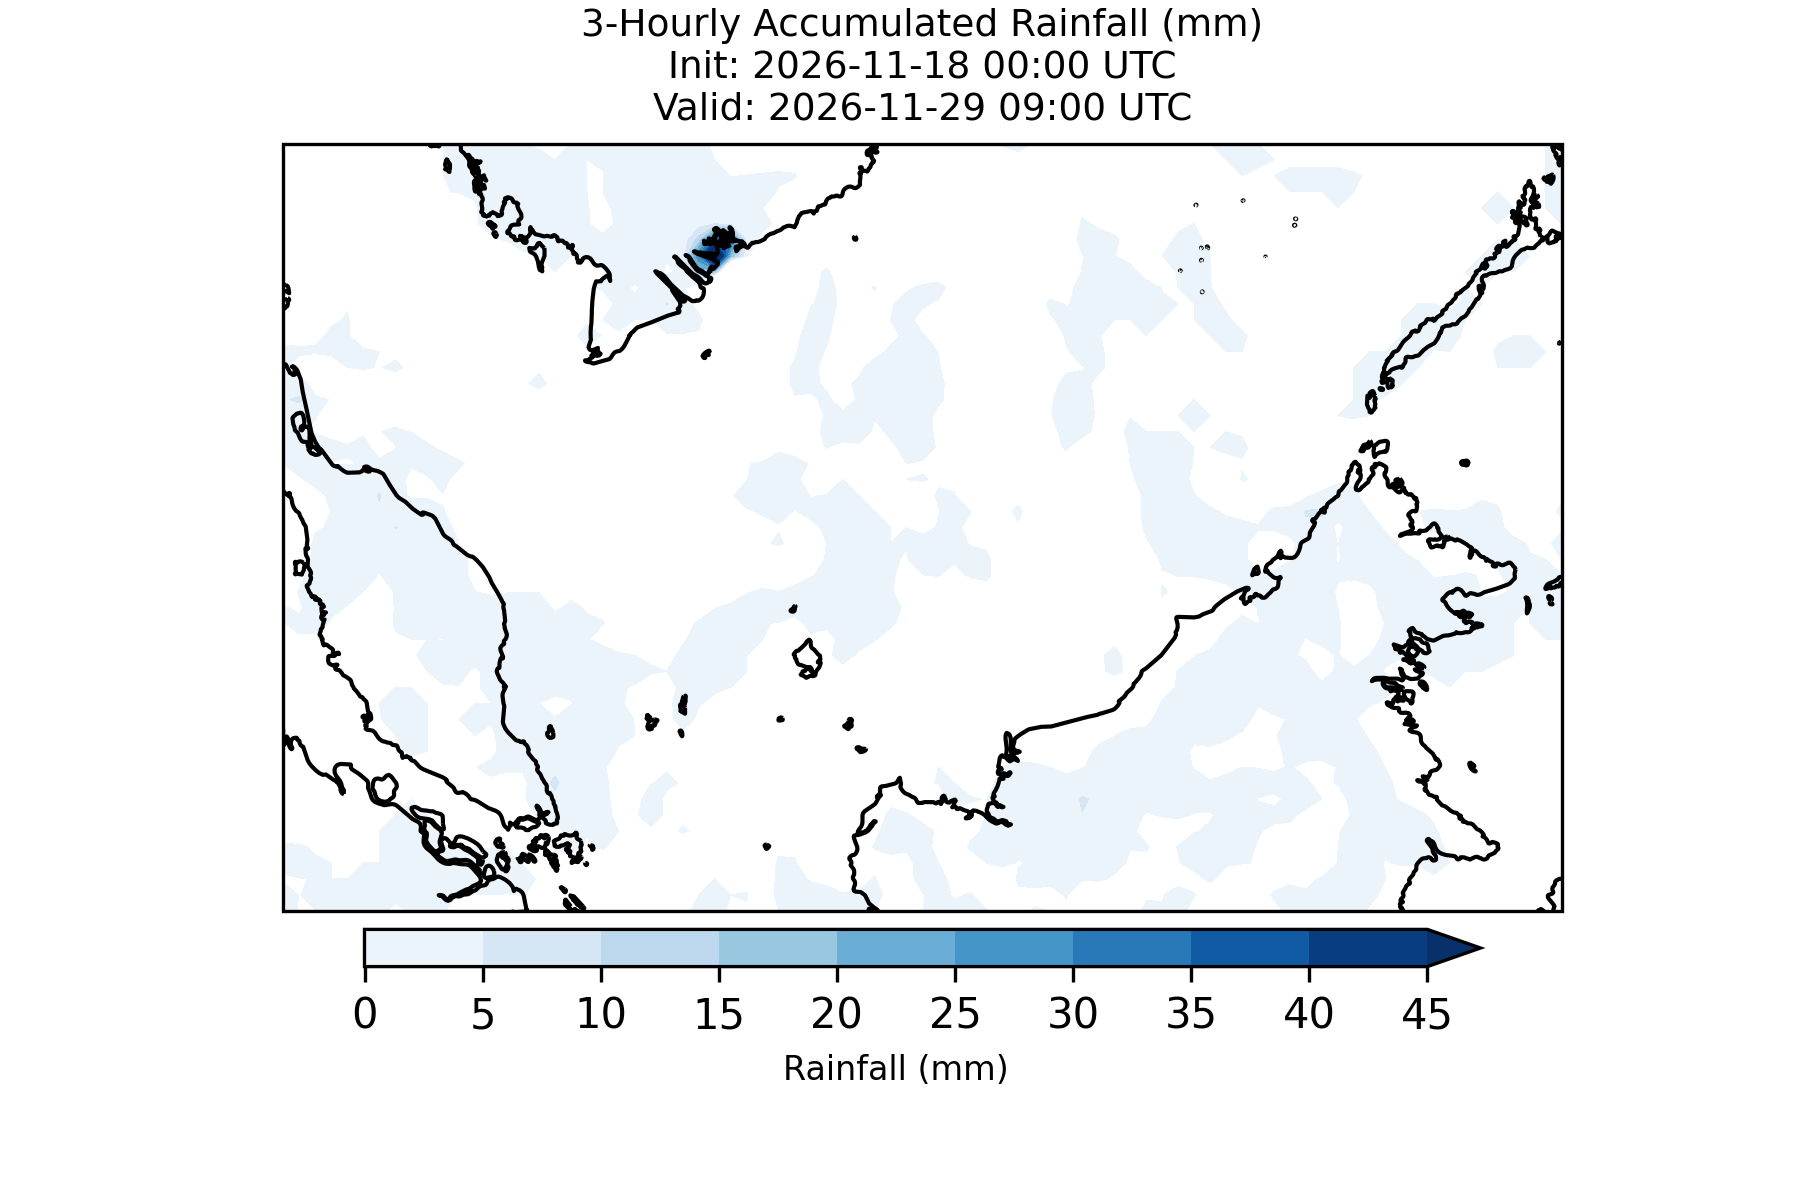 3-Hourly Accumulated Rainfall (mm)
Init: 2026-11-18 00:00 UTC
Valid: 2026-11-29 09:00 UTC
0 5 10 15 20 25 30 35 40 45
Rainfall (mm)